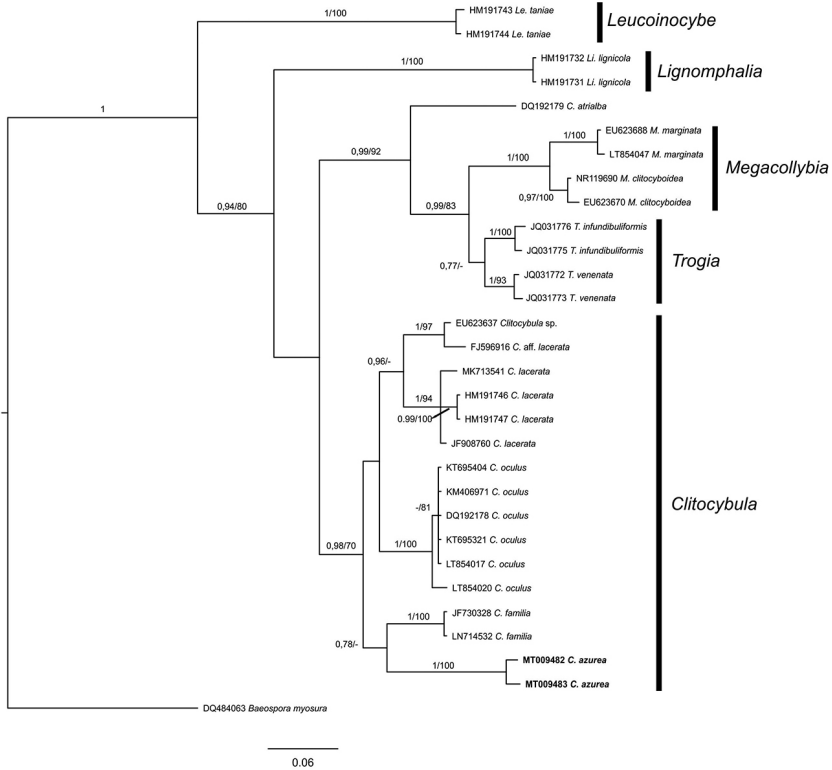 1/100
HM191743 Le. taniae
HM191744 Le. taniae
Leucoinocybe
1/100
HM191732 Li. lignicola
HM191731 Li. lignicola
Lignomphalia
1
DQ192179 C. atrialba
0,99/92
1/100
EU623688 M. marginata
LT854047 M. marginata
1/100
NR119690 M. clitocyboidea
0,97/100
EU623670 M. clitocyboidea
Megacollybia
0,94/80
0,99/83
1/100
JQ031776 T. infundibuliformis
JQ031775 T. infundibuliformis
0,77/-
1/93
JQ031772 T. venenata
JQ031773 T. venenata
Trogia
1/97
EU623637 Clitocybula sp.
FJ596916 C. aff. lacerata
0,96/-
MK713541 C. lacerata
1/94
HM191746 C. lacerata
0.99/100
HM191747 C. lacerata
JF908760 C. lacerata
KT695404 C. oculus
KM406971 C. oculus
-/81
DQ192178 C. oculus
Clitocybula
0,98/70
1/100
KT695321 C. oculus
LT854017 C. oculus
LT854020 C. oculus
1/100
JF730328 C. familia
LN714532 C. familia
0,78/-
1/100
MT009482 C. azurea
MT009483 C. azurea
DQ484063 Baeospora myosura
0.06